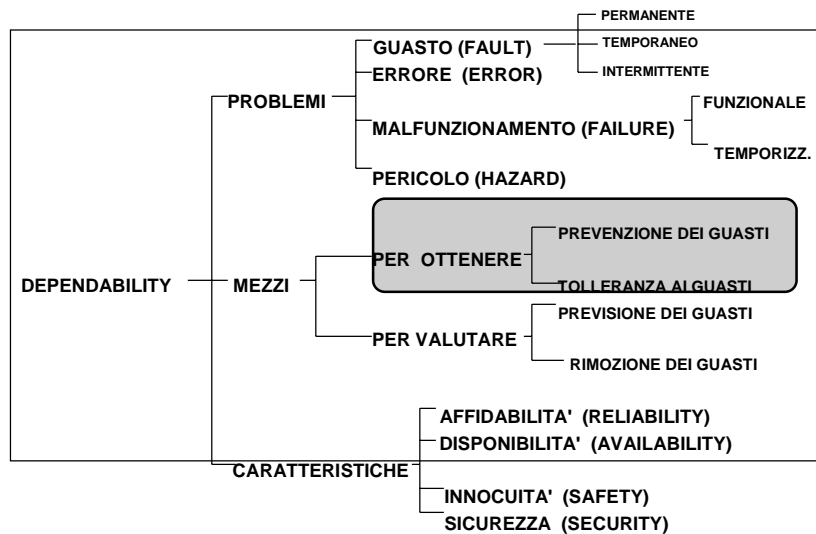 PERMANENTE
GUASTO (FAULT)
TEMPORANEO
ERRORE (ERROR)
INTERMITTENTE
PROBLEMI
FUNZIONALE
MALFUNZIONAMENTO (FAILURE)
TEMPORIZZ.
PERICOLO (HAZARD)
PREVENZIONE DEI GUASTI
PER OTTENERE
DEPENDABILITY
MEZZI
TOLLERANZA AI GUASTI
PREVISIONE DEI GUASTI
PER VALUTARE
RIMOZIONE DEI GUASTI
AFFIDABILITA' (RELIABILITY)
DISPONIBILITA' (AVAILABILITY)
CARATTERISTICHE
INNOCUITA' (SAFETY)
SICUREZZA (SECURITY)